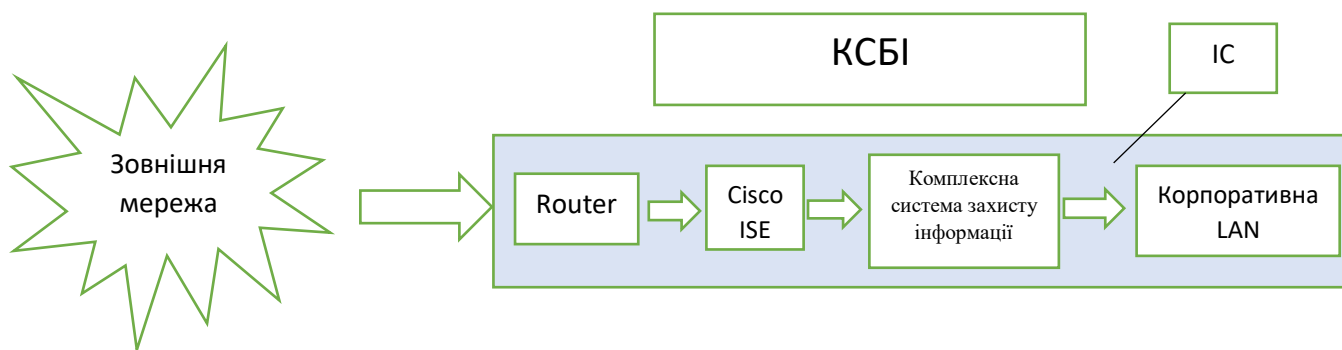 КСБІ
ІС
Зовнішня
мережа
Router
Cisco
ISE
Комплексна
система захисту
інформації
Корпоративна
LAN